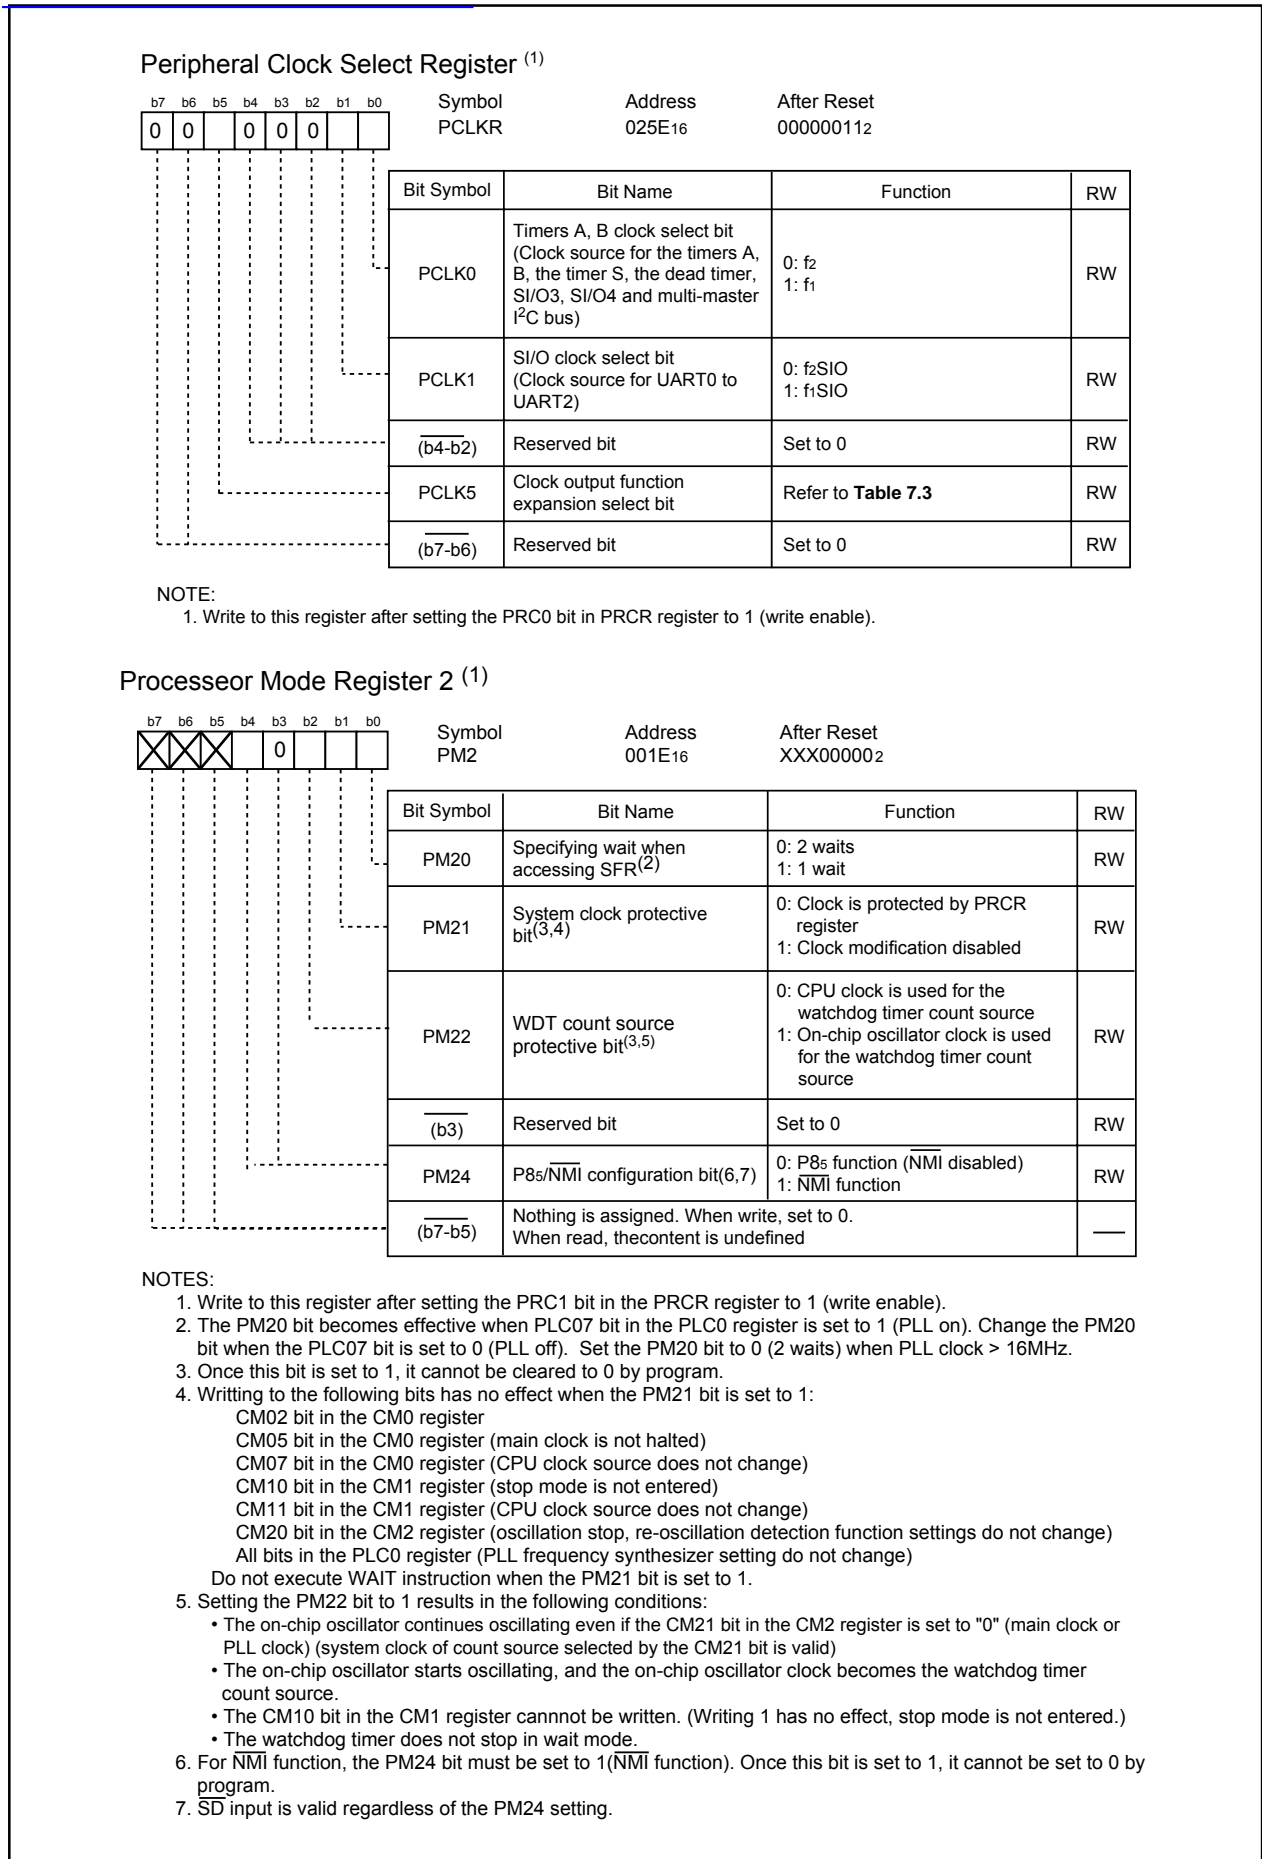 Peripheral Clock Select Register (1)
b7 b6 b5 b4 b3 b2 b1 b0
0 0 0 0 0
Symbol Address After Reset
PCLKR 025E16 000000112
Bit Symbol Bit Name Function RW
PCLK0
Timers A, B clock select bit
(Clock source for the timers A,
B, the timer S, the dead timer,
SI/O3, SI/O4 and multi-master
I2C bus)
0: f2
1: f1
RW
PCLK1
SI/O clock select bit
(Clock source for UART0 to
UART2)
0: f2SIO
1: f1SIO
RW
(b4-b2) Reserved bit Set to 0 RW
PCLK5
Clock output function
expansion select bit
Refer to Table 7.3
RW
(b7-b6) Reserved bit Set to 0 RW
NOTE:
1. Write to this register after setting the PRC0 bit in PRCR register to 1 (write enable).
Processeor Mode Register 2 (1)
b7 b6 b5 b4 b3 b2 b1 b0
0
Symbol Address After Reset
PM2 001E16 XXX000002
Bit Symbol Bit Name Function RW
PM20
Specifying wait when
accessing SFR(2)
0: 2 waits
1: 1 wait
RW
PM21
System clock protective
bit(3,4)
0: Clock is protected by PRCR
register
1: Clock modification disabled
RW
PM22
WDT count source
protective bit(3,5)
0: CPU clock is used for the
watchdog timer count source
1: On-chip oscillator clock is used
for the watchdog timer count
source
RW
(b3) Reserved bit Set to 0 RW
PM24
P85/NMI configuration bit(6,7)
0: P85 function (NMI disabled)
1: NMI function
RW
(b7-b5)
Nothing is assigned. When write, set to 0.
When read, thecontent is undefined
—
NOTES:
1. Write to this register after setting the PRC1 bit in the PRCR register to 1 (write enable).
2. The PM20 bit becomes effective when PLC07 bit in the PLC0 register is set to 1 (PLL on). Change the PM20
bit when the PLC07 bit is set to 0 (PLL off). Set the PM20 bit to 0 (2 waits) when PLL clock > 16MHz.
3. Once this bit is set to 1, it cannot be cleared to 0 by program.
4. Writting to the following bits has no effect when the PM21 bit is set to 1:
CM02 bit in the CM0 register
CM05 bit in the CM0 register (main clock is not halted)
CM07 bit in the CM0 register (CPU clock source does not change)
CM10 bit in the CM1 register (stop mode is not entered)
CM11 bit in the CM1 register (CPU clock source does not change)
CM20 bit in the CM2 register (oscillation stop, re-oscillation detection function settings do not change)
All bits in the PLC0 register (PLL frequency synthesizer setting do not change)
Do not execute WAIT instruction when the PM21 bit is set to 1.
5. Setting the PM22 bit to 1 results in the following conditions:
• The on-chip oscillator continues oscillating even if the CM21 bit in the CM2 register is set to "0" (main clock or
PLL clock) (system clock of count source selected by the CM21 bit is valid)
• The on-chip oscillator starts oscillating, and the on-chip oscillator clock becomes the watchdog timer
count source.
• The CM10 bit in the CM1 register cannnot be written. (Writing 1 has no effect, stop mode is not entered.)
• The watchdog timer does not stop in wait mode.
6. For NMI function, the PM24 bit must be set to 1(NMI function). Once this bit is set to 1, it cannot be set to 0 by
program.
7. SD input is valid regardless of the PM24 setting.